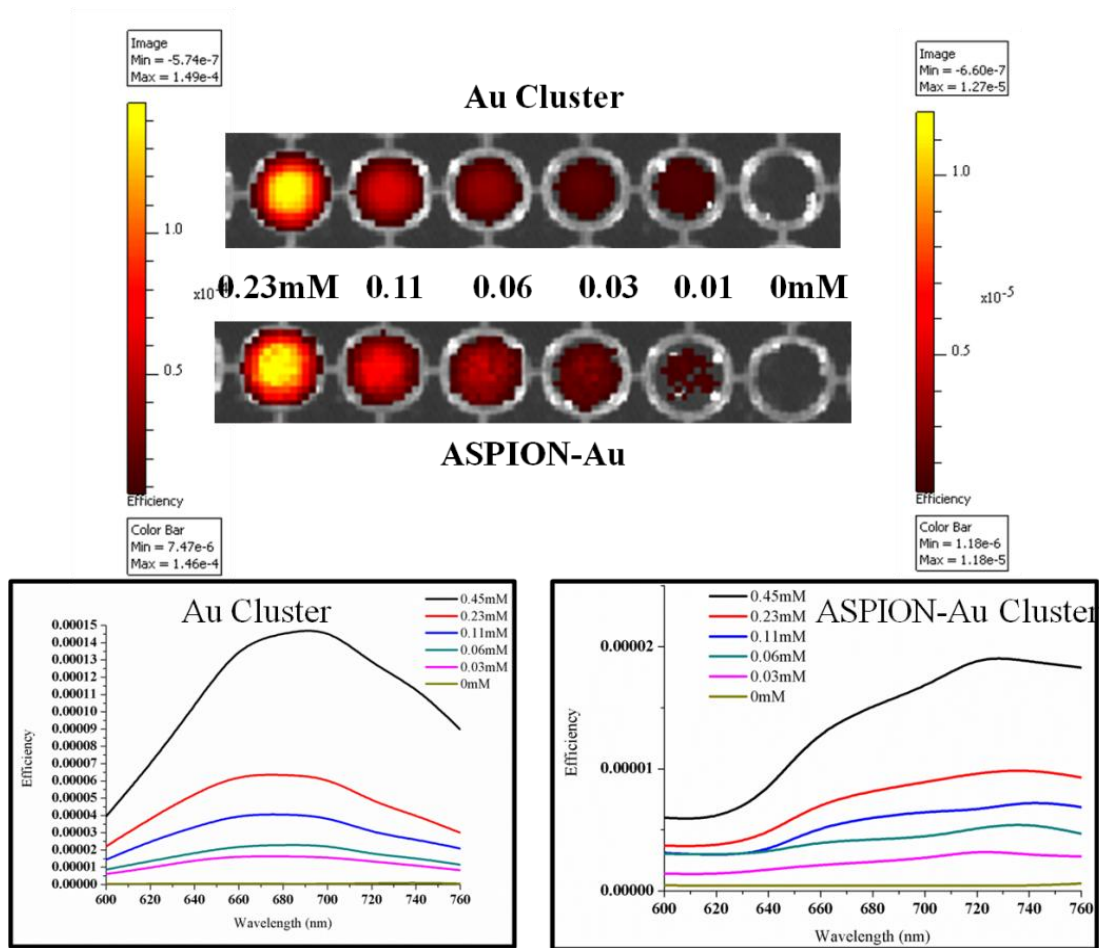 Image
Min = -5.74e-7
Max = 1.49e-4
Image
Min = -6.60e-7
Max = 1.27e-5
Au Cluster
1.0
x10
0.5
Efficiency
0.23mM 0.11 0.06 0.03 0.01 0mM
1.0
x10⁻⁵
0.5
Efficiency
ASPION-Au
Color Bar
Min = 7.47e-6
Max = 1.46e-4
Color Bar
Min = 1.18e-6
Max = 1.18e-5
Au Cluster
0.45mM
0.23mM
0.11mM
0.06mM
0.03mM
0mM
0.00015
0.00014
0.00013
0.00012
0.00011
0.00010
0.00009
0.00008
0.00007
0.00006
0.00005
0.00004
0.00003
0.00002
0.00001
0.00000
Efficiency
600 620 640 660 680 700 720 740 760
Wavelength (nm)
ASPION-Au Cluster
0.45mM
0.23mM
0.11mM
0.06mM
0.03mM
0mM
0.00002
0.00001
0.00000
Efficiency
600 620 640 660 680 700 720 740 760
Wavelength (nm)